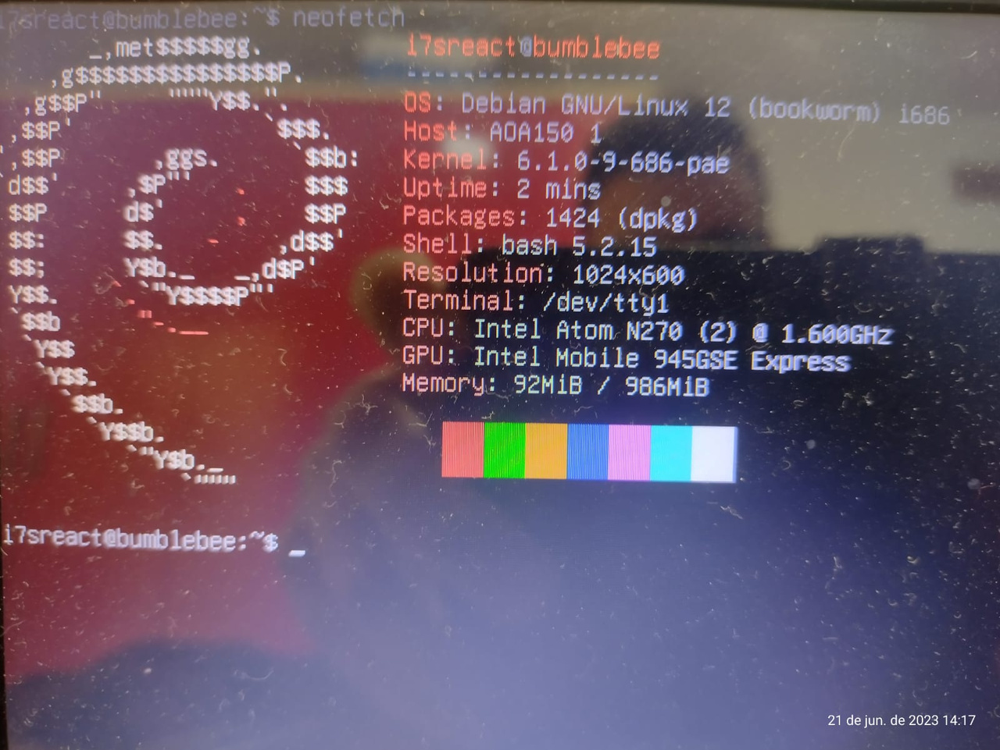 i7sreact@bumblebee:~$ neofetch
_,met$$$$$gg.
,g$$$$$$$$$$$$$$$P.
,g$$P"" """Y$$.".
,$$P' `$$$.
',$$P ,ggs. `$$b:
d$$' ,$P"' . $$$
$$P d$' , $$P
$$: $$. - ,d$$'
$$; Y$b._ _,d$P'
Y$$. `.`"Y$$$$P"'
`$$b "-.__
`Y$$
`Y$$.
`$$b.
`Y$$b.
`"Y$b._
`"""
i7sreact@bumblebee
------------------
OS: Debian GNU/Linux 12 (bookworm) i686
Host: AOA150 1
Kernel: 6.1.0-9-686-pae
Uptime: 2 mins
Packages: 1424 (dpkg)
Shell: bash 5.2.15
Resolution: 1024x600
Terminal: /dev/tty1
CPU: Intel Atom N270 (2) @ 1.600GHz
GPU: Intel Mobile 945GSE Express
Memory: 92MiB / 986MiB
i7sreact@bumblebee:~$ _
21 de jun. de 2023 14:17